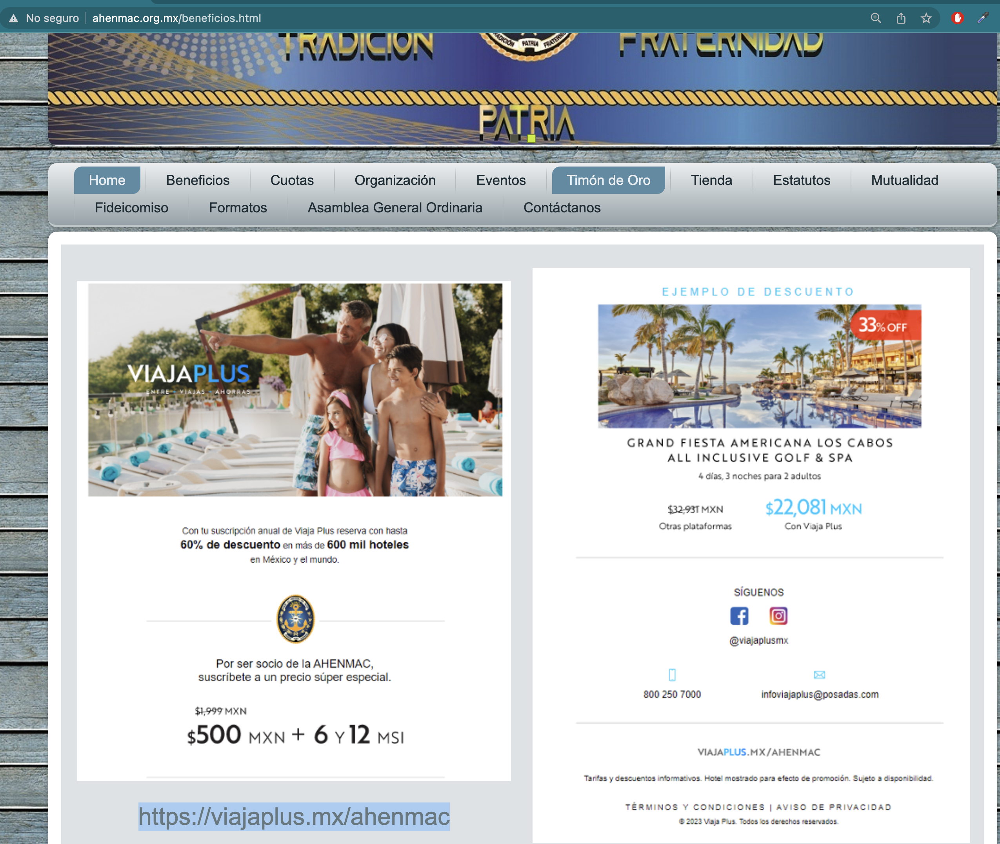 No seguro
ahenmac.org.mx/beneficios.html
TRADICIÓN
TRADICIÓN PATRIA FRATERNIDAD
FRATERNIDAD
PATRIA
Home
Beneficios
Cuotas
Organización
Eventos
Timón de Oro
Tienda
Estatutos
Mutualidad
Fideicomiso
Formatos
Asamblea General Ordinaria
Contáctanos
VIAJAPLUS
ENTRE + VIAJAS + AHORRAS
Con tu suscripción anual de Viaja Plus reserva con hasta
60% de descuento en más de 600 mil hoteles
en México y el mundo.
Por ser socio de la AHENMAC,
suscríbete a un precio súper especial.
$1,999 MXN
$500 MXN + 6 Y 12 MSI
https://viajaplus.mx/ahenmac
EJEMPLO DE DESCUENTO
33% OFF
GRAND FIESTA AMERICANA LOS CABOS
ALL INCLUSIVE GOLF & SPA
4 días, 3 noches para 2 adultos
$32,931 MXN
Otras plataformas
$22,081 MXN
Con Viaja Plus
SÍGUENOS
@viajaplusmx
800 250 7000
infoviajaplus@posadas.com
VIAJAPLUS.MX/AHENMAC
Tarifas y descuentos informativos. Hotel mostrado para efecto de promoción. Sujeto a disponibilidad.
TÉRMINOS Y CONDICIONES | AVISO DE PRIVACIDAD
© 2023 Viaja Plus. Todos los derechos reservados.